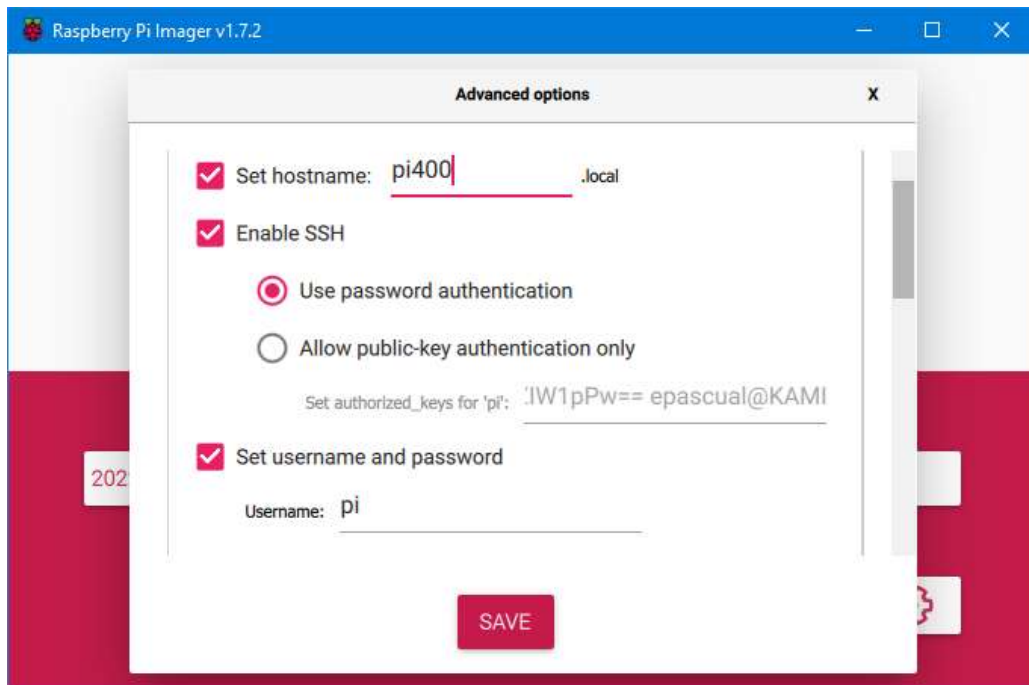 Raspberry Pi Imager v1.7.2
Advanced options X
Set hostname: pi400 .local
Enable SSH
Use password authentication
Allow public-key authentication only
Set authorized_keys for 'pi': IW1pPw== epascual@KAMI
Set username and password
202
Username: pi
SAVE